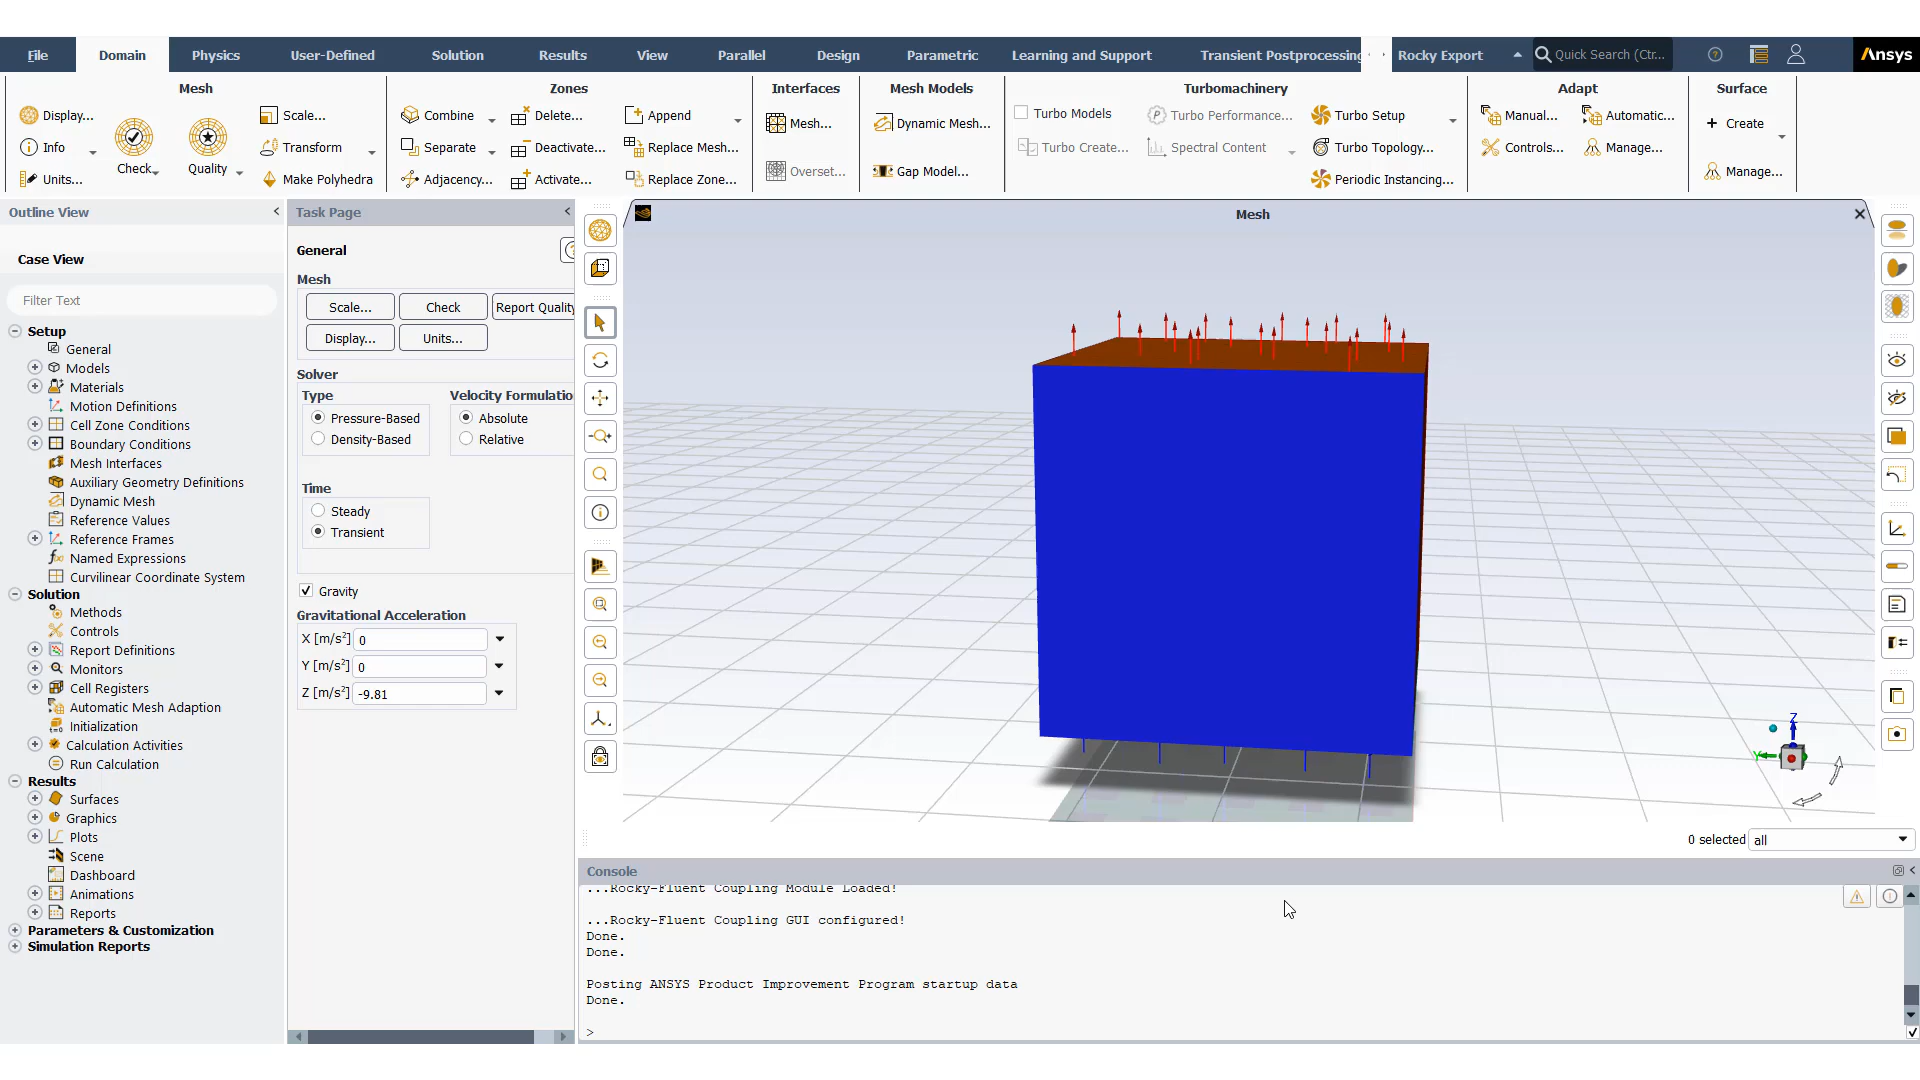 File Domain Physics User-Defined Solution Results View Parallel Design Parametric Learning and Support Transient Postprocessing Rocky Export Quick Search (Ctr... Ansys
Mesh Zones Interfaces Mesh Models Turbomachinery Adapt Surface
Display... Scale... Combine Delete... Append Mesh... Dynamic Mesh... Turbo Models Turbo Performance... Turbo Setup Manual... Automatic... Create
Info Check Quality Transform Separate Deactivate... Replace Mesh... Overset... Gap Model... Turbo Create... Spectral Content Turbo Topology... Controls... Manage... Manage...
Units... Make Polyhedra Adjacency... Activate... Replace Zone... Periodic Instancing...
Outline View
Case View
Filter Text
Setup
General
Models
Materials
Motion Definitions
Cell Zone Conditions
Boundary Conditions
Mesh Interfaces
Auxiliary Geometry Definitions
Dynamic Mesh
Reference Values
Reference Frames
Named Expressions
Curvilinear Coordinate System
Solution
Methods
Controls
Report Definitions
Monitors
Cell Registers
Automatic Mesh Adaption
Initialization
Calculation Activities
Run Calculation
Results
Surfaces
Graphics
Plots
Scene
Dashboard
Animations
Reports
Parameters & Customization
Simulation Reports
Task Page
General
Mesh
Scale... Check Report Quality
Display... Units...
Solver
Type Velocity Formulatio
Pressure-Based Absolute
Density-Based Relative
Time
Steady
Transient
Gravity
Gravitational Acceleration
X [m/s²] 0
Y [m/s²] 0
Z [m/s²] -9.81
Mesh
Z
Y
0 selected all
Console
...Rocky-Fluent Coupling Module Loaded!
...Rocky-Fluent Coupling GUI configured!
Done.
Done.
Posting ANSYS Product Improvement Program startup data
Done.
>